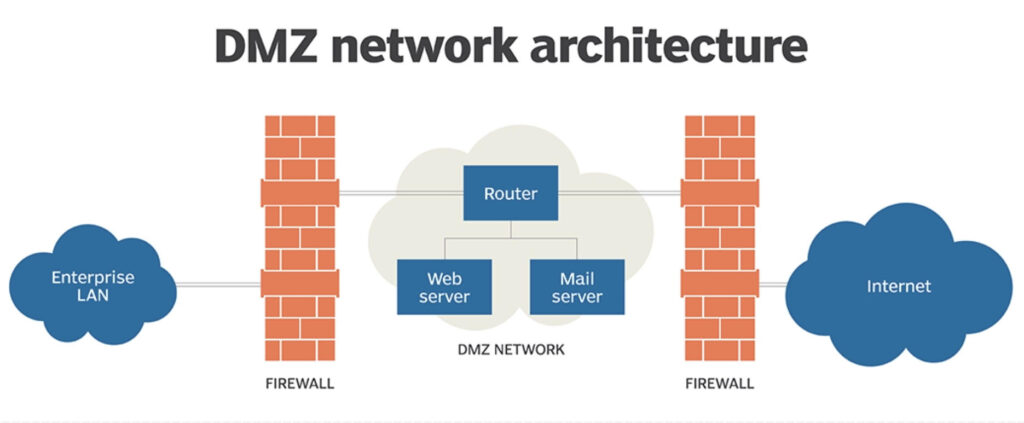 DMZ network architecture
Enterprise
LAN
FIREWALL
Router
Web
server
Mail
server
DMZ NETWORK
FIREWALL
Internet